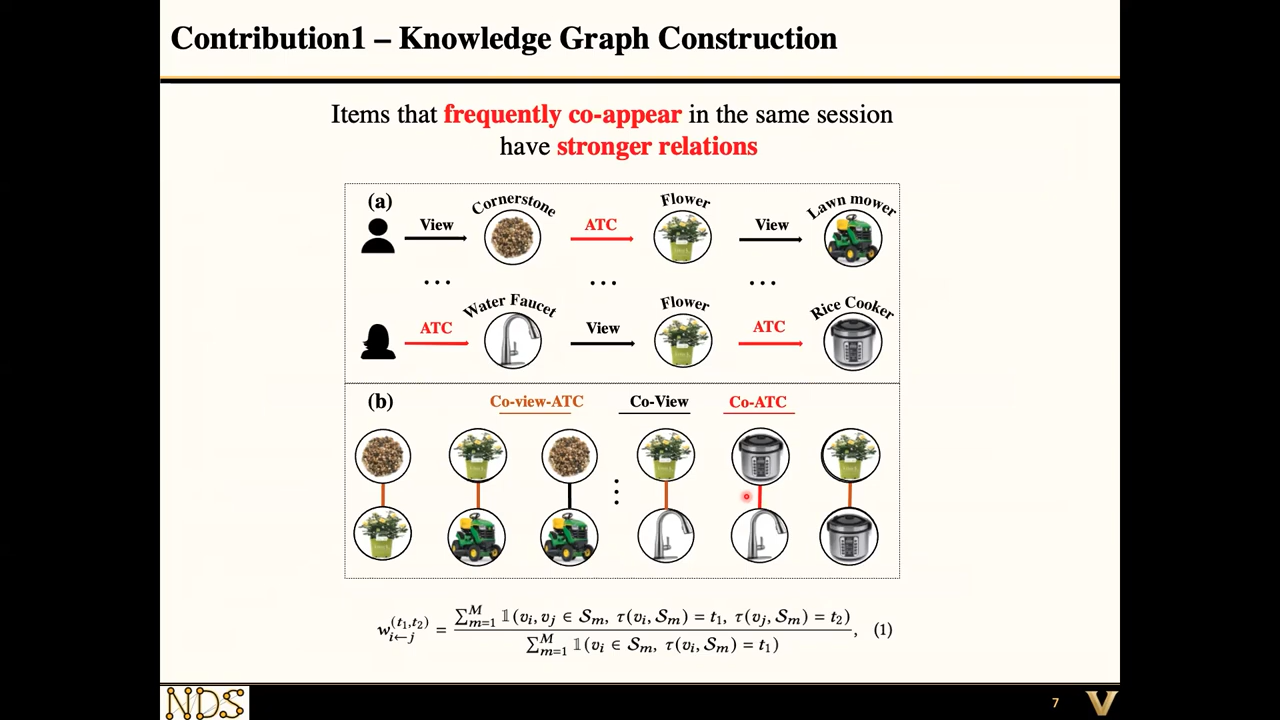 Contribution1 – Knowledge Graph Construction
Items that frequently co-appear in the same session
have stronger relations
(a)
View
Cornerstone
ATC
Flower
View
Lawn mower
...
...
...
ATC
Water Faucet
View
Flower
ATC
Rice Cooker
(b)
Co-view-ATC
Co-View
Co-ATC
w_{i←j}^{(t_1,t_2)} = \frac{\sum_{m=1}^{M} 𝟙(v_i, v_j ∈ S_m, τ(v_i, S_m) = t_1, τ(v_j, S_m) = t_2)}{\sum_{m=1}^{M} 𝟙(v_i ∈ S_m, τ(v_i, S_m) = t_1)}, (1)
NDS
7
V